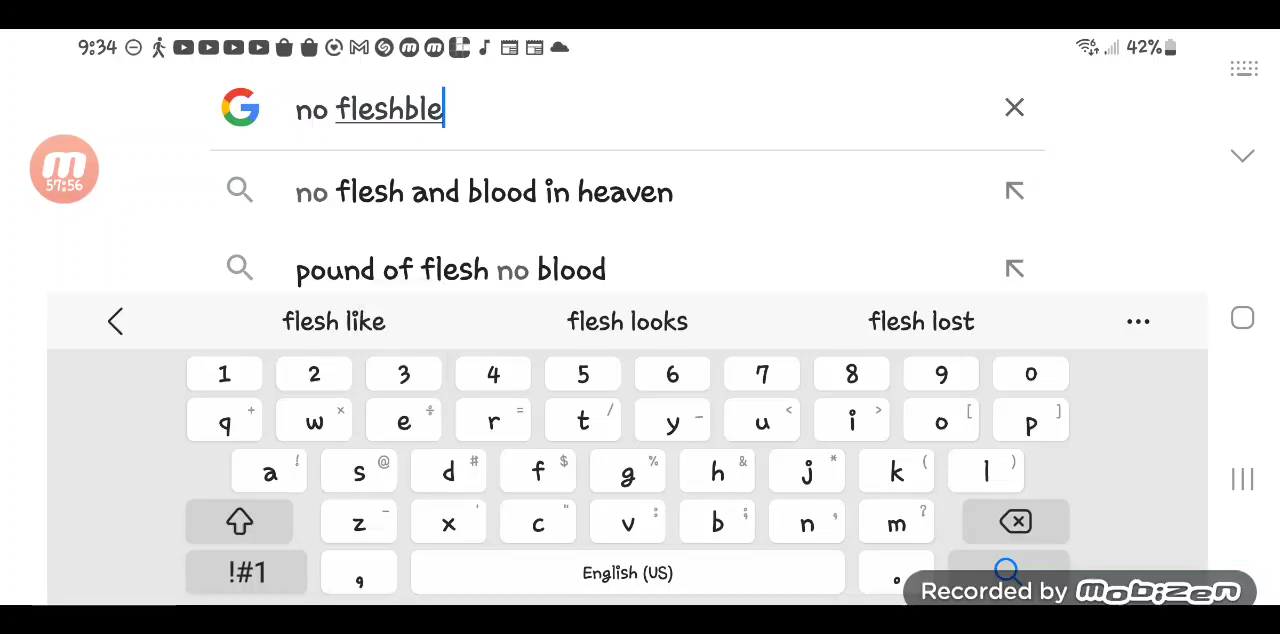 9:34 42%
no fleshble
57:56
no flesh and blood in heaven
pound of flesh no blood
flesh like flesh looks flesh lost
1 2 3 4 5 6 7 8 9 0
q + w × e ÷ r = t / y - u < i > o [ p ]
a ! s @ d # f $ g % h & j * k ( l )
z - x ' c " v : b ; n , m ?
!#1 , English (US) .
Recorded by mobizen